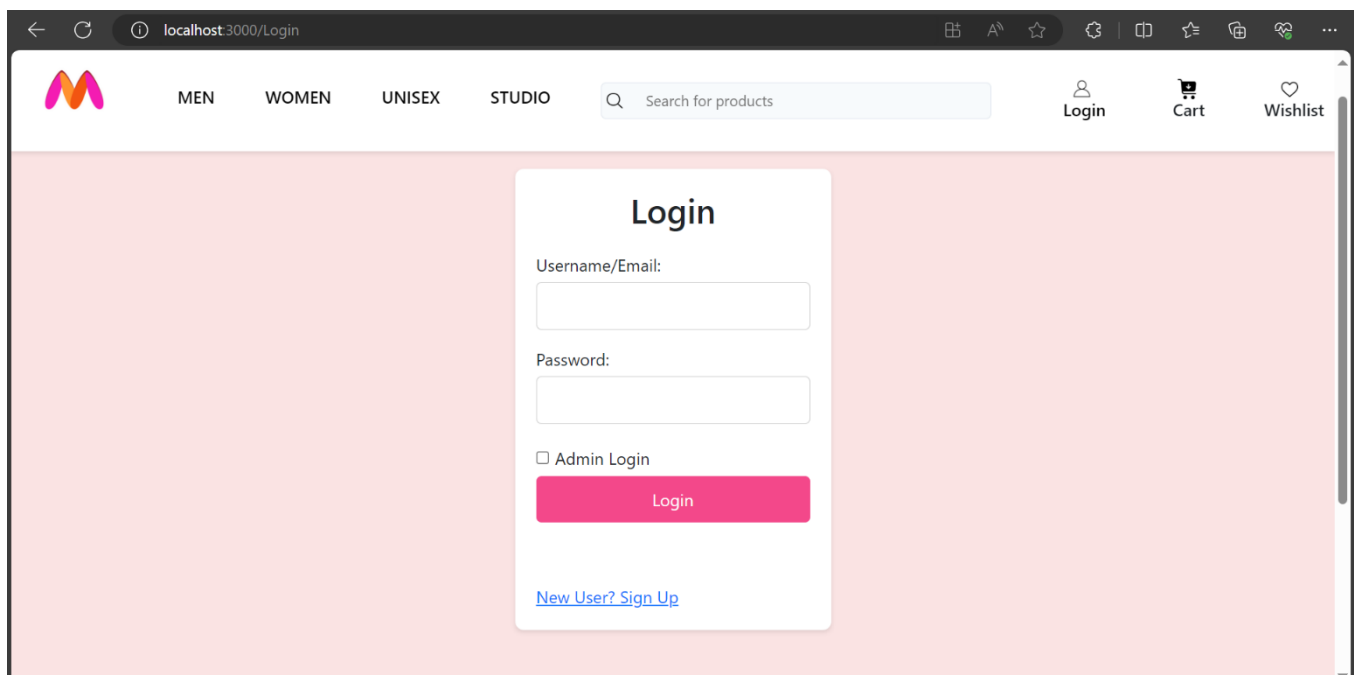 localhost:3000/Login
MEN WOMEN UNISEX STUDIO Search for products Login Cart Wishlist
Login
Username/Email:
Password:
Admin Login
Login
New User? Sign Up